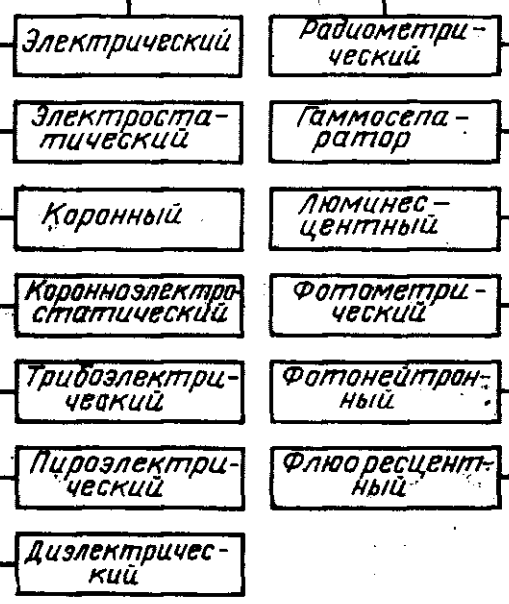 Электрический
Электроста-
тический
Коронный
Коронноэлектро
статический
Трибоэлектри-
ческий
Пироэлектри-
ческий
Диэлектричес-
кий
Радиометри-
ческий
Гаммосепа-
ратор
Люминес-
центный
Фотометри-
ческий
Фотонейтрон-
ный
Флюоресцент-
ный